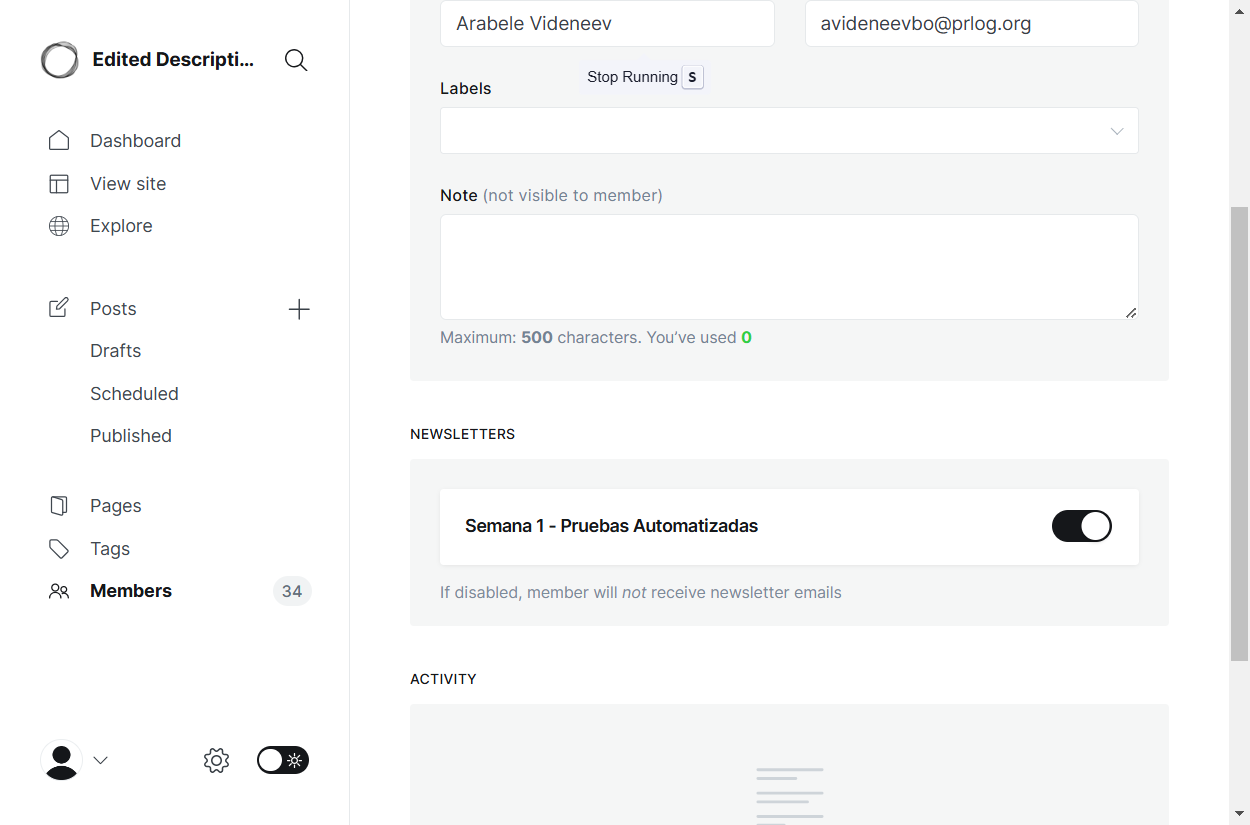 Edited Descripti...
Dashboard
View site
Explore
Posts
Drafts
Scheduled
Published
Pages
Tags
Members 34
Arabele Videneev avideneevbo@prlog.org
Stop Running S
Labels
Note (not visible to member)
Maximum: 500 characters. You’ve used 0
NEWSLETTERS
Semana 1 - Pruebas Automatizadas
If disabled, member will not receive newsletter emails
ACTIVITY